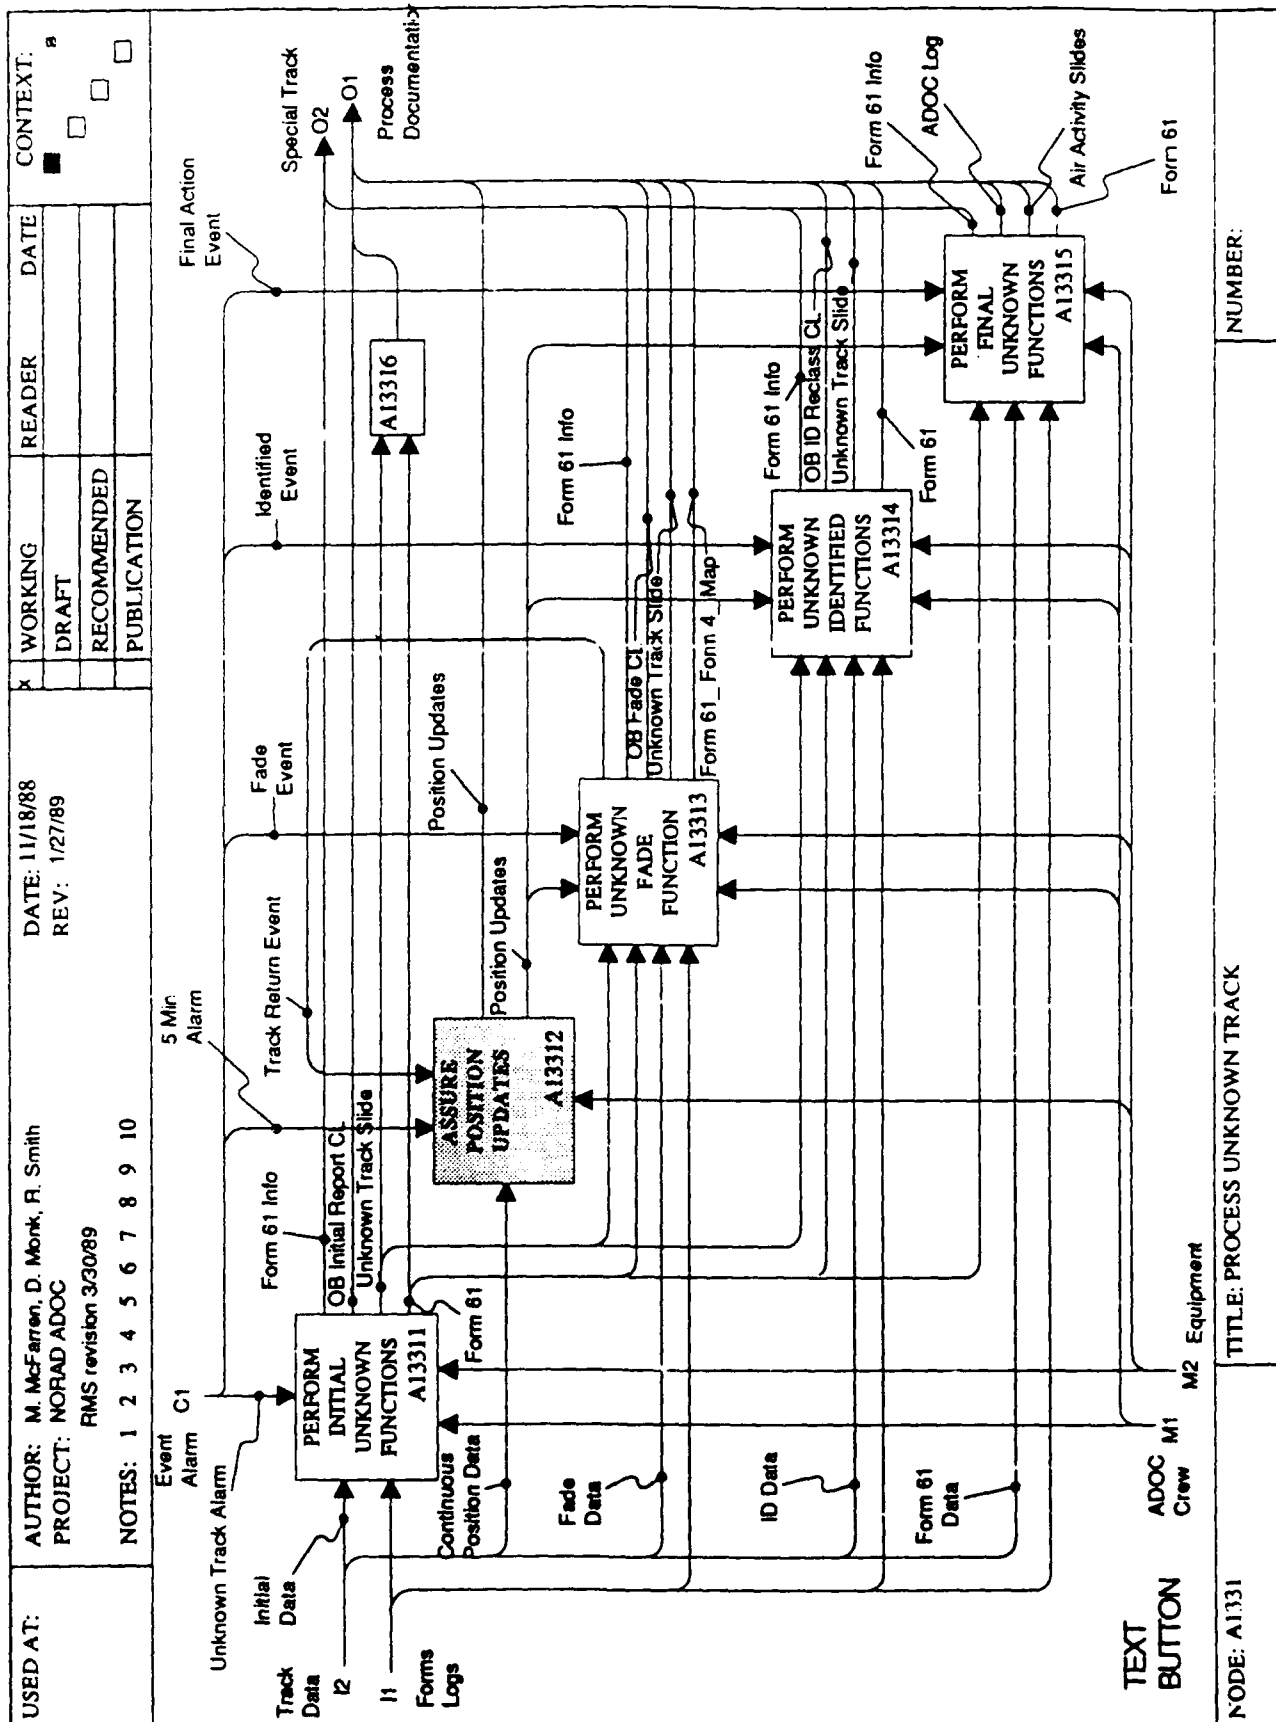 USED AT:
AUTHOR: M. McFarren, D. Monk, R. Smith
PROJECT: NORAD ADOC
RMS revision 3/30/89
NOTES: 1 2 3 4 5 6 7 8 9 10
DATE: 11/18/88
REV: 1/27/89
x WORKING
DRAFT
RECOMMENDED
PUBLICATION
READER
DATE
CONTEXT:
Event
Alarm
C1
Unknown Track Alarm
5 Min
Alarm
Fade
Event
Identified
Event
Final Action
Event
Track Return Event
Initial
Data
Track
Data
I2
I1
Forms
Logs
PERFORM
INITIAL
UNKNOWN
FUNCTIONS
A13311
Form 61 Info
OB Initial Report CL
Unknown Track Slide
Form 61
A13316
Special Track
O2
O1
Process
Documentatix
ASSURE
POSITION
UPDATES
A13312
Continuous
Position Data
Position Updates
Position Updates
PERFORM
UNKNOWN
FADE
FUNCTION
A13313
Fade
Data
Form 61 Info
OB Fade CL
Unknown Track Slide
Form 61_ Form 4_ Map
PERFORM
UNKNOWN
IDENTIFIED
FUNCTIONS
A13314
ID Data
Form 61 Info
OB ID Reclass CL
Unknown Track Slide
Form 61
PERFORM
FINAL
UNKNOWN
FUNCTIONS
A13315
Form 61
Data
Form 61 Info
ADOC Log
Air Activity Slides
Form 61
TEXT
BUTTON
ADOC
Crew
M1
M2
Equipment
NODE: A1331
TITLE: PROCESS UNKNOWN TRACK
NUMBER: